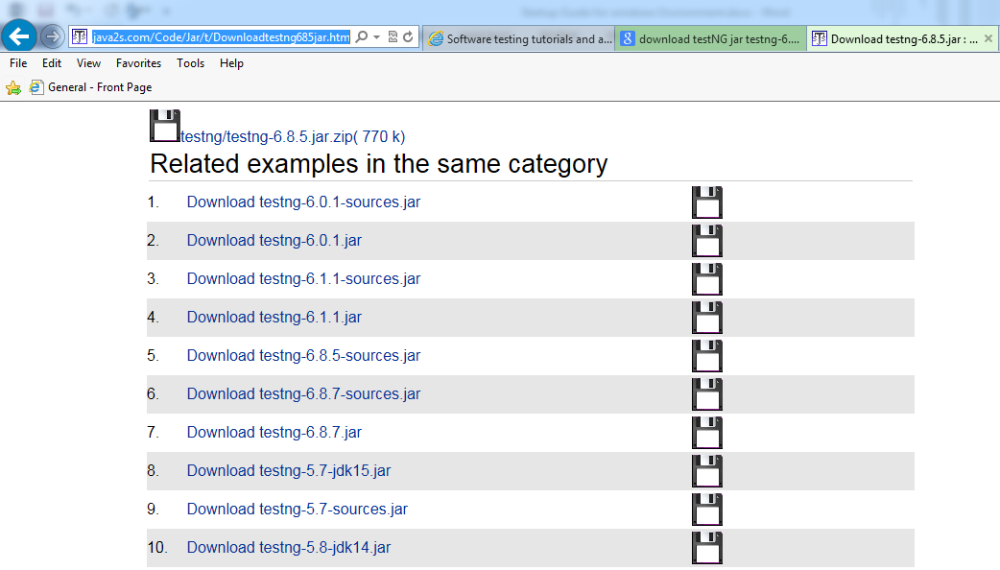 java2s.com/Code/Jar/t/Downloadtestng685jar.htm
Software testing tutorials and a...
download testNG jar testng-6....
Download testng-6.8.5.jar : ...
File Edit View Favorites Tools Help
General - Front Page
testng/testng-6.8.5.jar.zip( 770 k)
Related examples in the same category
1. Download testng-6.0.1-sources.jar
2. Download testng-6.0.1.jar
3. Download testng-6.1.1-sources.jar
4. Download testng-6.1.1.jar
5. Download testng-6.8.5-sources.jar
6. Download testng-6.8.7-sources.jar
7. Download testng-6.8.7.jar
8. Download testng-5.7-jdk15.jar
9. Download testng-5.7-sources.jar
10. Download testng-5.8-jdk14.jar